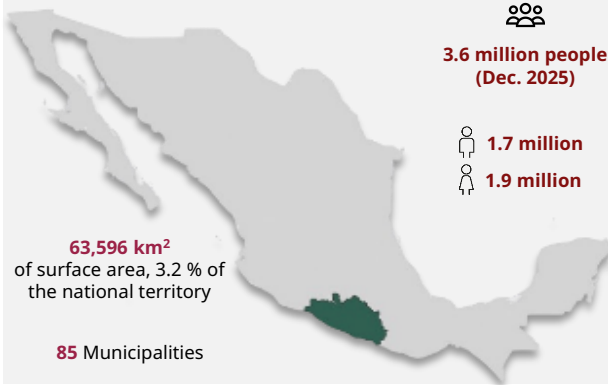 3.6 million people
(Dec. 2025)
1.7 million
1.9 million
63,596 km²
of surface area, 3.2 % of
the national territory
85 Municipalities